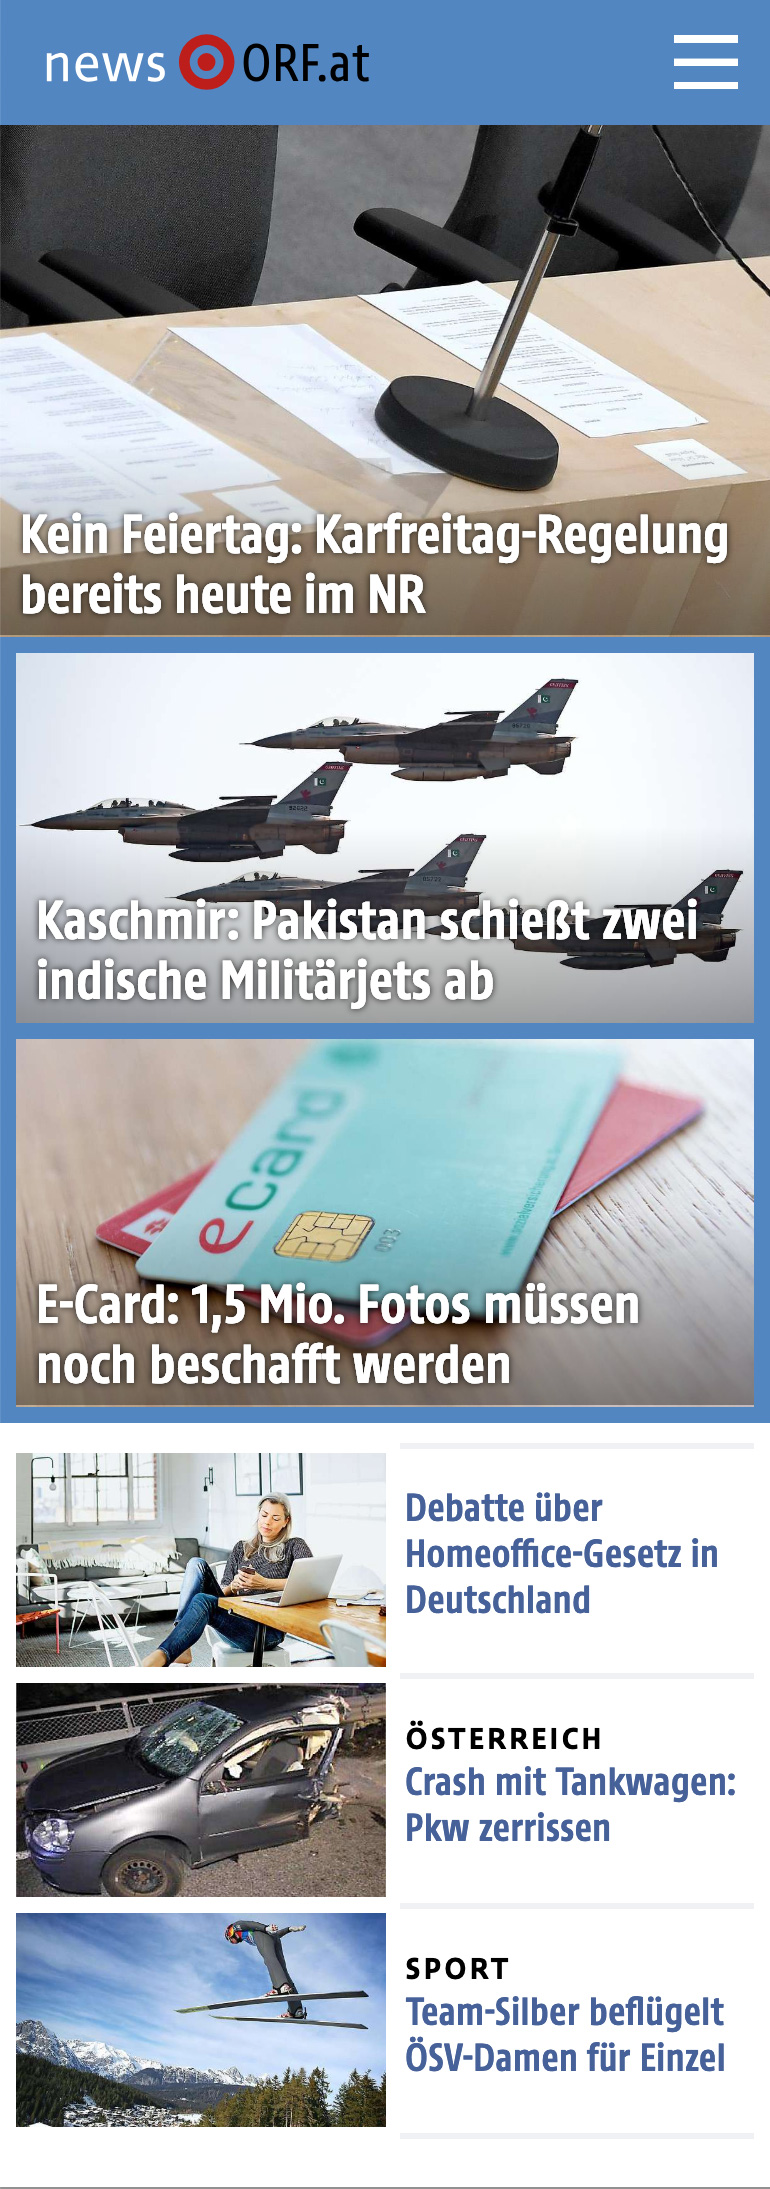 news ORF.at
Kein Feiertag: Karfreitag-Regelung
bereits heute im NR
Kaschmir: Pakistan schießt zwei
indische Militärjets ab
ecard
003
E-Card: 1,5 Mio. Fotos müssen
noch beschafft werden
Debatte über
Homeoffice-Gesetz in
Deutschland
ÖSTERREICH
Crash mit Tankwagen:
Pkw zerrissen
SPORT
Team-Silber beflügelt
ÖSV-Damen für Einzel